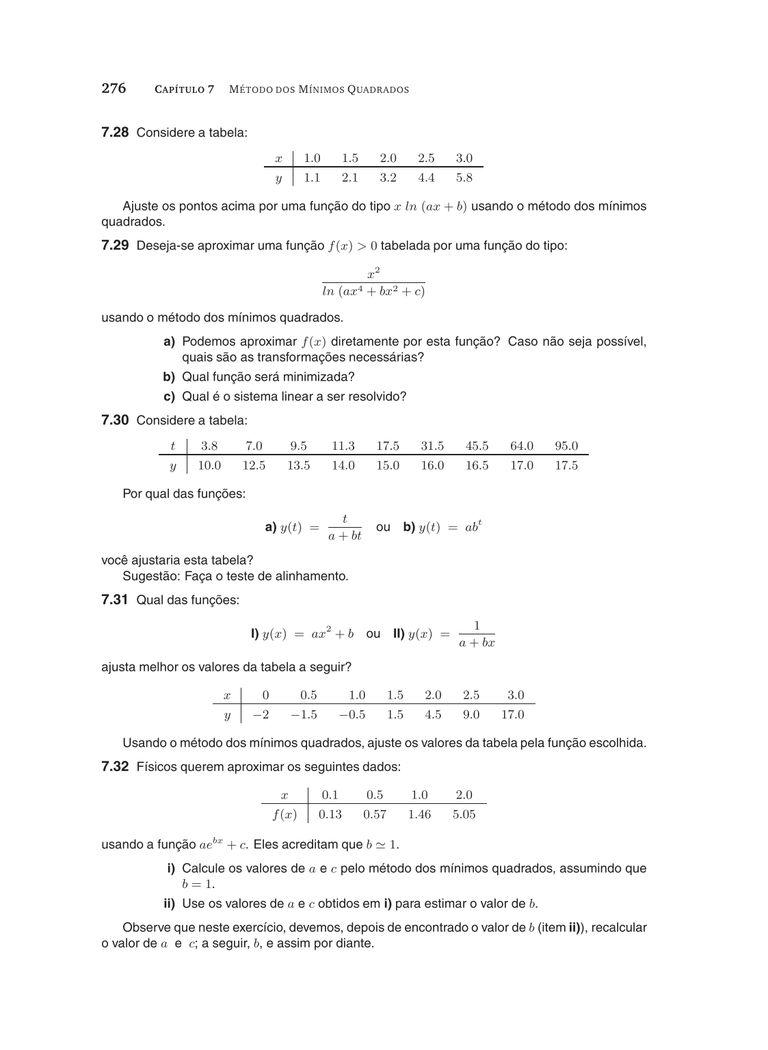 276 CAPÍTULO 7 MÉTODO DOS MÍNIMOS QUADRADOS
7.28 Considere a tabela:
x | 1.0 1.5 2.0 2.5 3.0
y | 1.1 2.1 3.2 4.4 5.8
Ajuste os pontos acima por uma função do tipo x ln (ax + b) usando o método dos mínimos
quadrados.
7.29 Deseja-se aproximar uma função f(x) > 0 tabelada por uma função do tipo:
x²
ln (ax⁴ + bx² + c)
usando o método dos mínimos quadrados.
a) Podemos aproximar f(x) diretamente por esta função? Caso não seja possível,
quais são as transformações necessárias?
b) Qual função será minimizada?
c) Qual é o sistema linear a ser resolvido?
7.30 Considere a tabela:
t | 3.8 7.0 9.5 11.3 17.5 31.5 45.5 64.0 95.0
y | 10.0 12.5 13.5 14.0 15.0 16.0 16.5 17.0 17.5
Por qual das funções:
a) y(t) = t / (a + bt) ou b) y(t) = abᵗ
você ajustaria esta tabela?
Sugestão: Faça o teste de alinhamento.
7.31 Qual das funções:
I) y(x) = ax² + b ou II) y(x) = 1 / (a + bx)
ajusta melhor os valores da tabela a seguir?
x | 0 0.5 1.0 1.5 2.0 2.5 3.0
y | −2 −1.5 −0.5 1.5 4.5 9.0 17.0
Usando o método dos mínimos quadrados, ajuste os valores da tabela pela função escolhida.
7.32 Físicos querem aproximar os seguintes dados:
x | 0.1 0.5 1.0 2.0
f(x) | 0.13 0.57 1.46 5.05
usando a função aeᵇˣ + c. Eles acreditam que b ≃ 1.
i) Calcule os valores de a e c pelo método dos mínimos quadrados, assumindo que
b = 1.
ii) Use os valores de a e c obtidos em i) para estimar o valor de b.
Observe que neste exercício, devemos, depois de encontrado o valor de b (item ii)), recalcular
o valor de a e c; a seguir, b, e assim por diante.